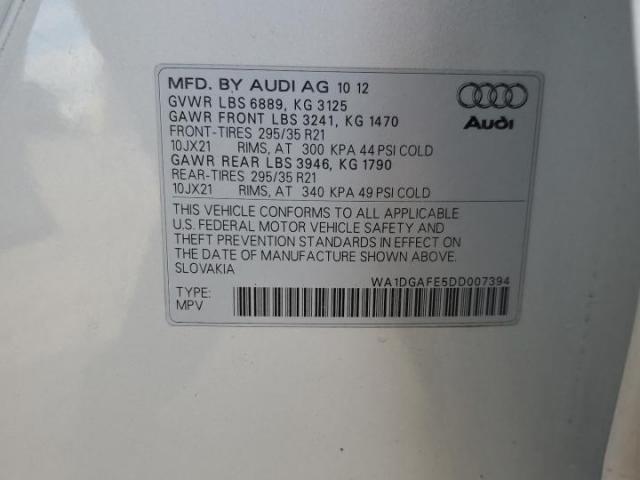 MFD. BY AUDI AG 10 12
GVWR LBS 6889, KG 3125
GAWR FRONT LBS 3241, KG 1470
FRONT-TIRES 295/35 R21
10JX21 RIMS, AT 300 KPA 44 PSI COLD
GAWR REAR LBS 3946, KG 1790
REAR-TIRES 295/35 R21
10JX21 RIMS, AT 340 KPA 49 PSI COLD
Audi
THIS VEHICLE CONFORMS TO ALL APPLICABLE
U.S. FEDERAL MOTOR VEHICLE SAFETY AND
THEFT PREVENTION STANDARDS IN EFFECT ON
THE DATE OF MANUFACTURE SHOWN ABOVE.
SLOVAKIA
WA1DGAFE5DD007394
TYPE:
MPV